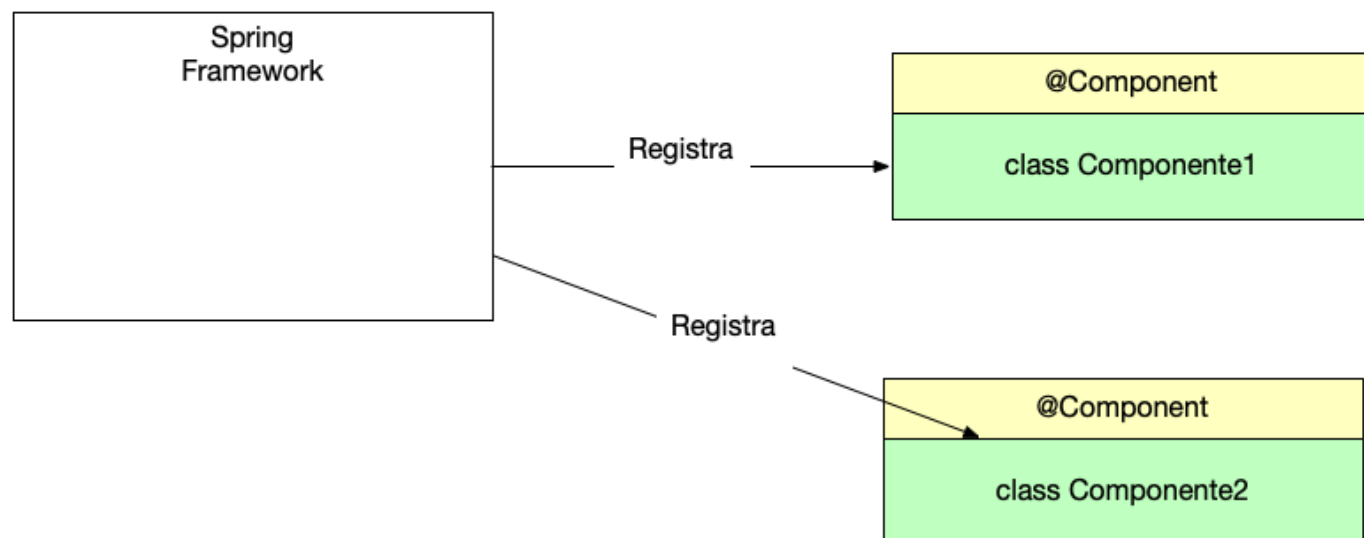 Spring
Framework
Registra
@Component
class Componente1
Registra
@Component
class Componente2